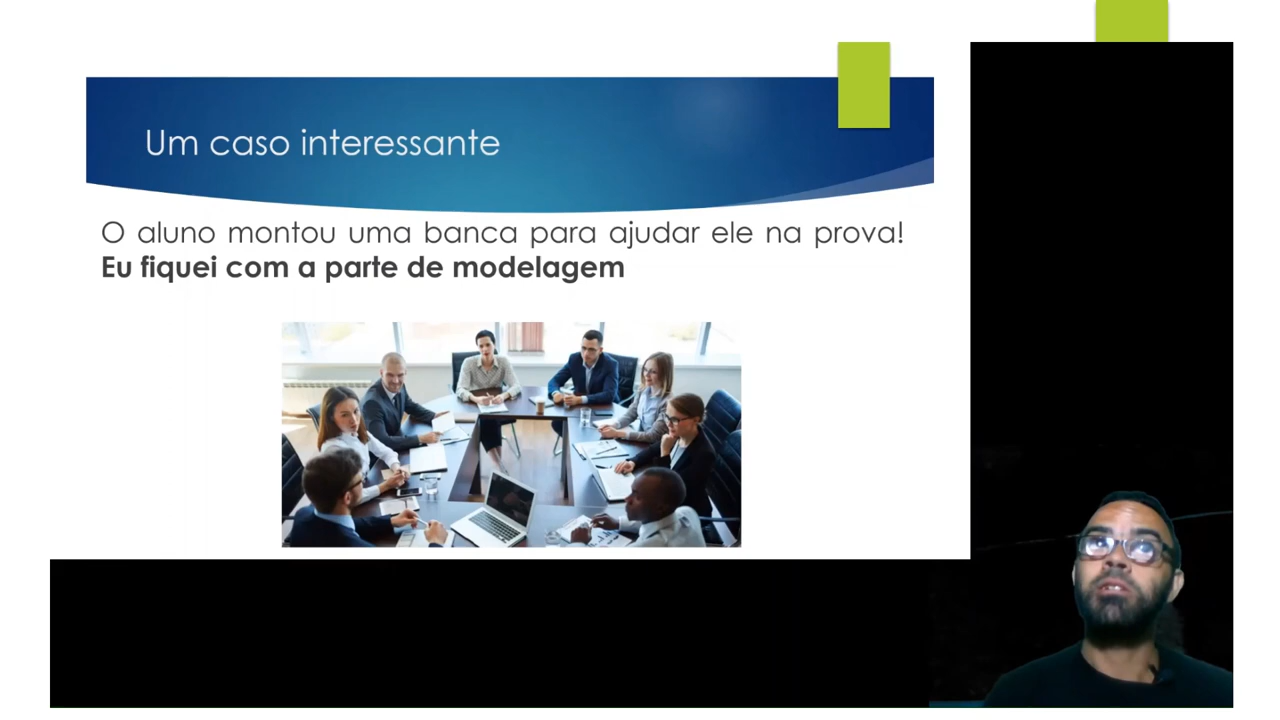 Um caso interessante
O aluno montou uma banca para ajudar ele na prova!
Eu fiquei com a parte de modelagem